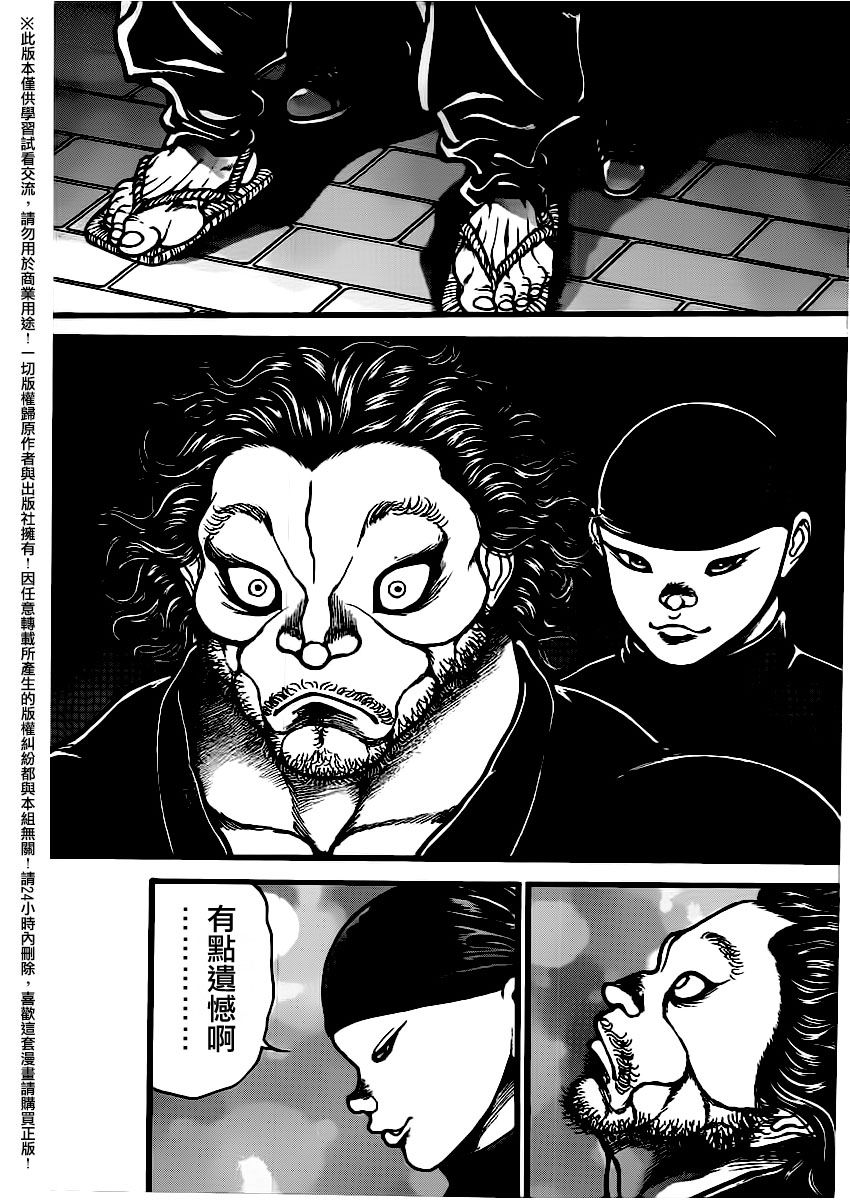 有點遺憾啊
…………
※此版本僅供學習試看交流，請勿用於商業用途！一切版權歸原作者與出版社擁有！因任意轉載所產生的版權糾紛都與本組無關！請24小時內刪除，喜歡這套漫畫請購買正版！